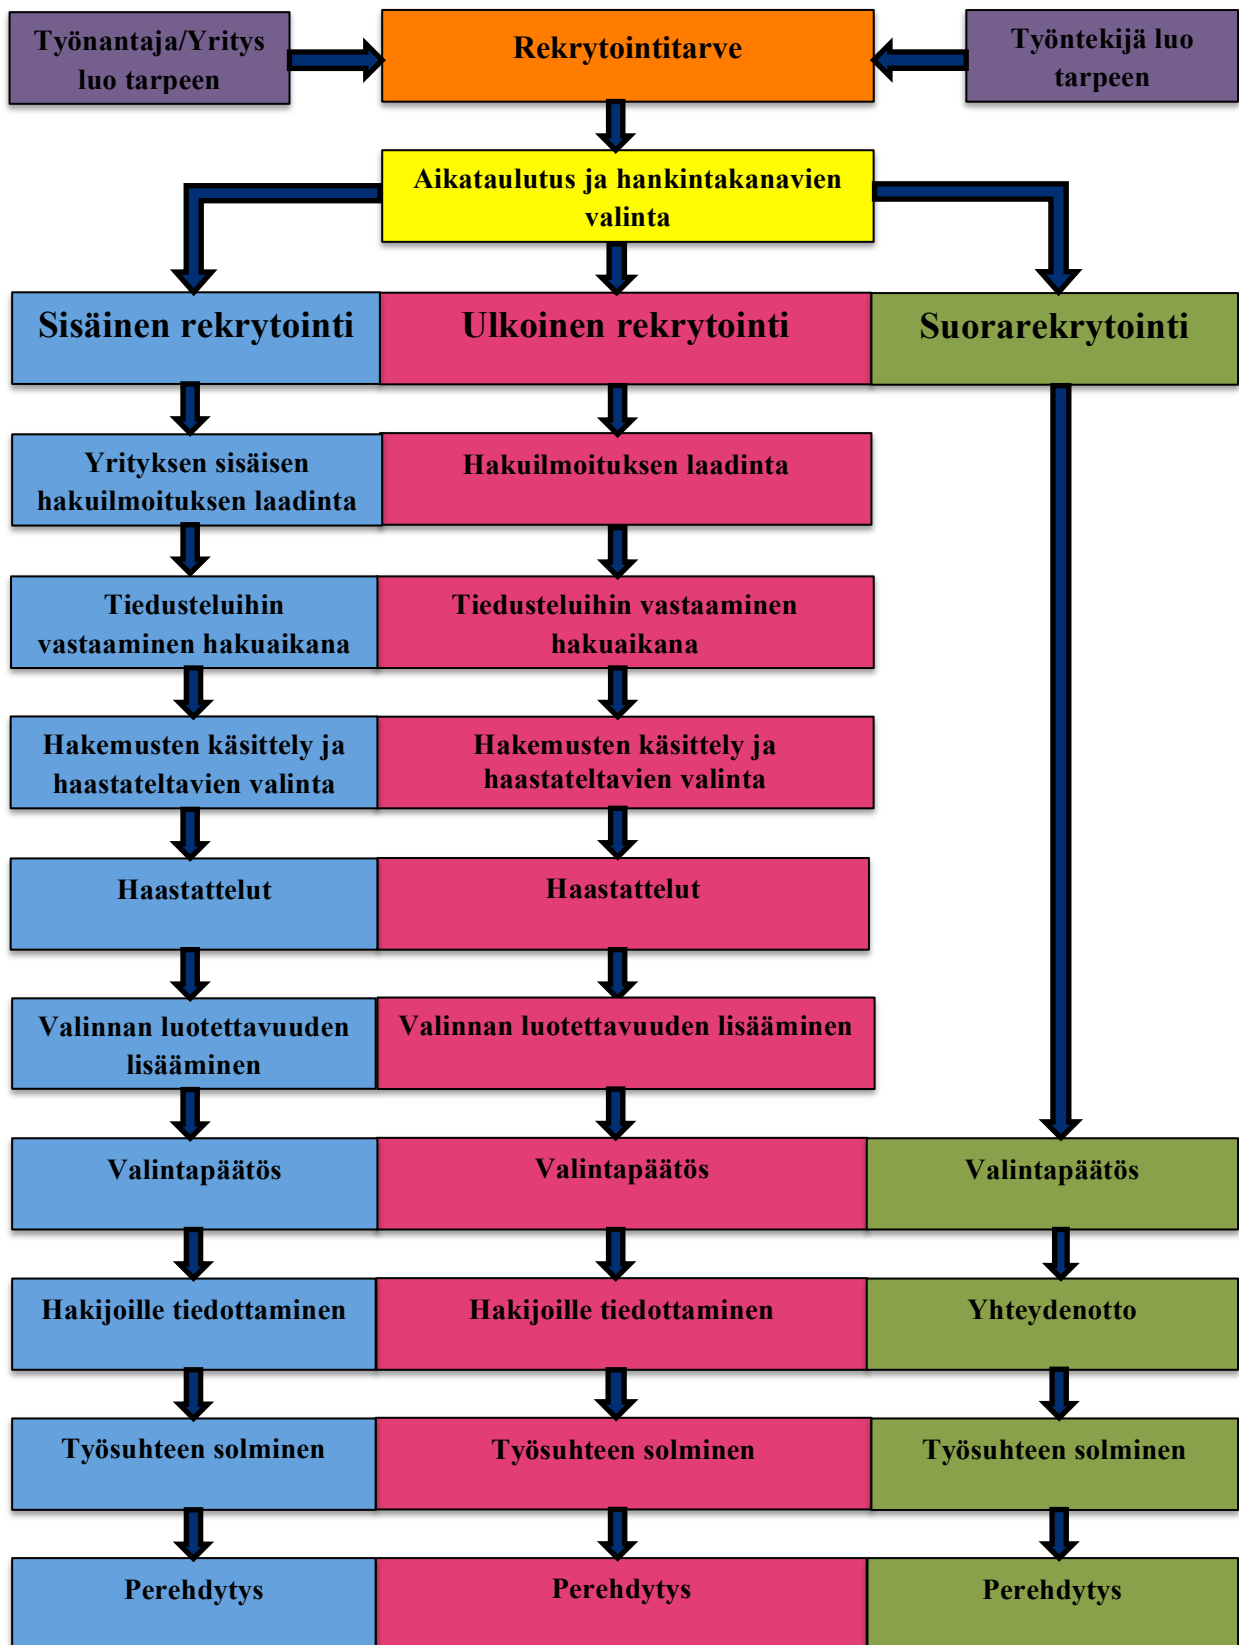 Työnantaja/Yritys
luo tarpeen
Rekrytointitarve
Työntekijä luo
tarpeen
Aikataulutus ja hankintakanavien
valinta
Sisäinen rekrytointi
Ulkoinen rekrytointi
Suorarekrytointi
Yrityksen sisäisen
hakuilmoituksen laadinta
Hakuilmoituksen laadinta
Tiedusteluihin
vastaaminen hakuaikana
Tiedusteluihin vastaaminen
hakuaikana
Hakemusten käsittely ja
haastateltavien valinta
Hakemusten käsittely ja
haastateltavien valinta
Haastattelut
Haastattelut
Valinnan luotettavuuden
lisääminen
Valinnan luotettavuuden lisääminen
Valintapäätös
Valintapäätös
Valintapäätös
Hakijoille tiedottaminen
Hakijoille tiedottaminen
Yhteydenotto
Työsuhteen solminen
Työsuhteen solminen
Työsuhteen solminen
Perehdytys
Perehdytys
Perehdytys